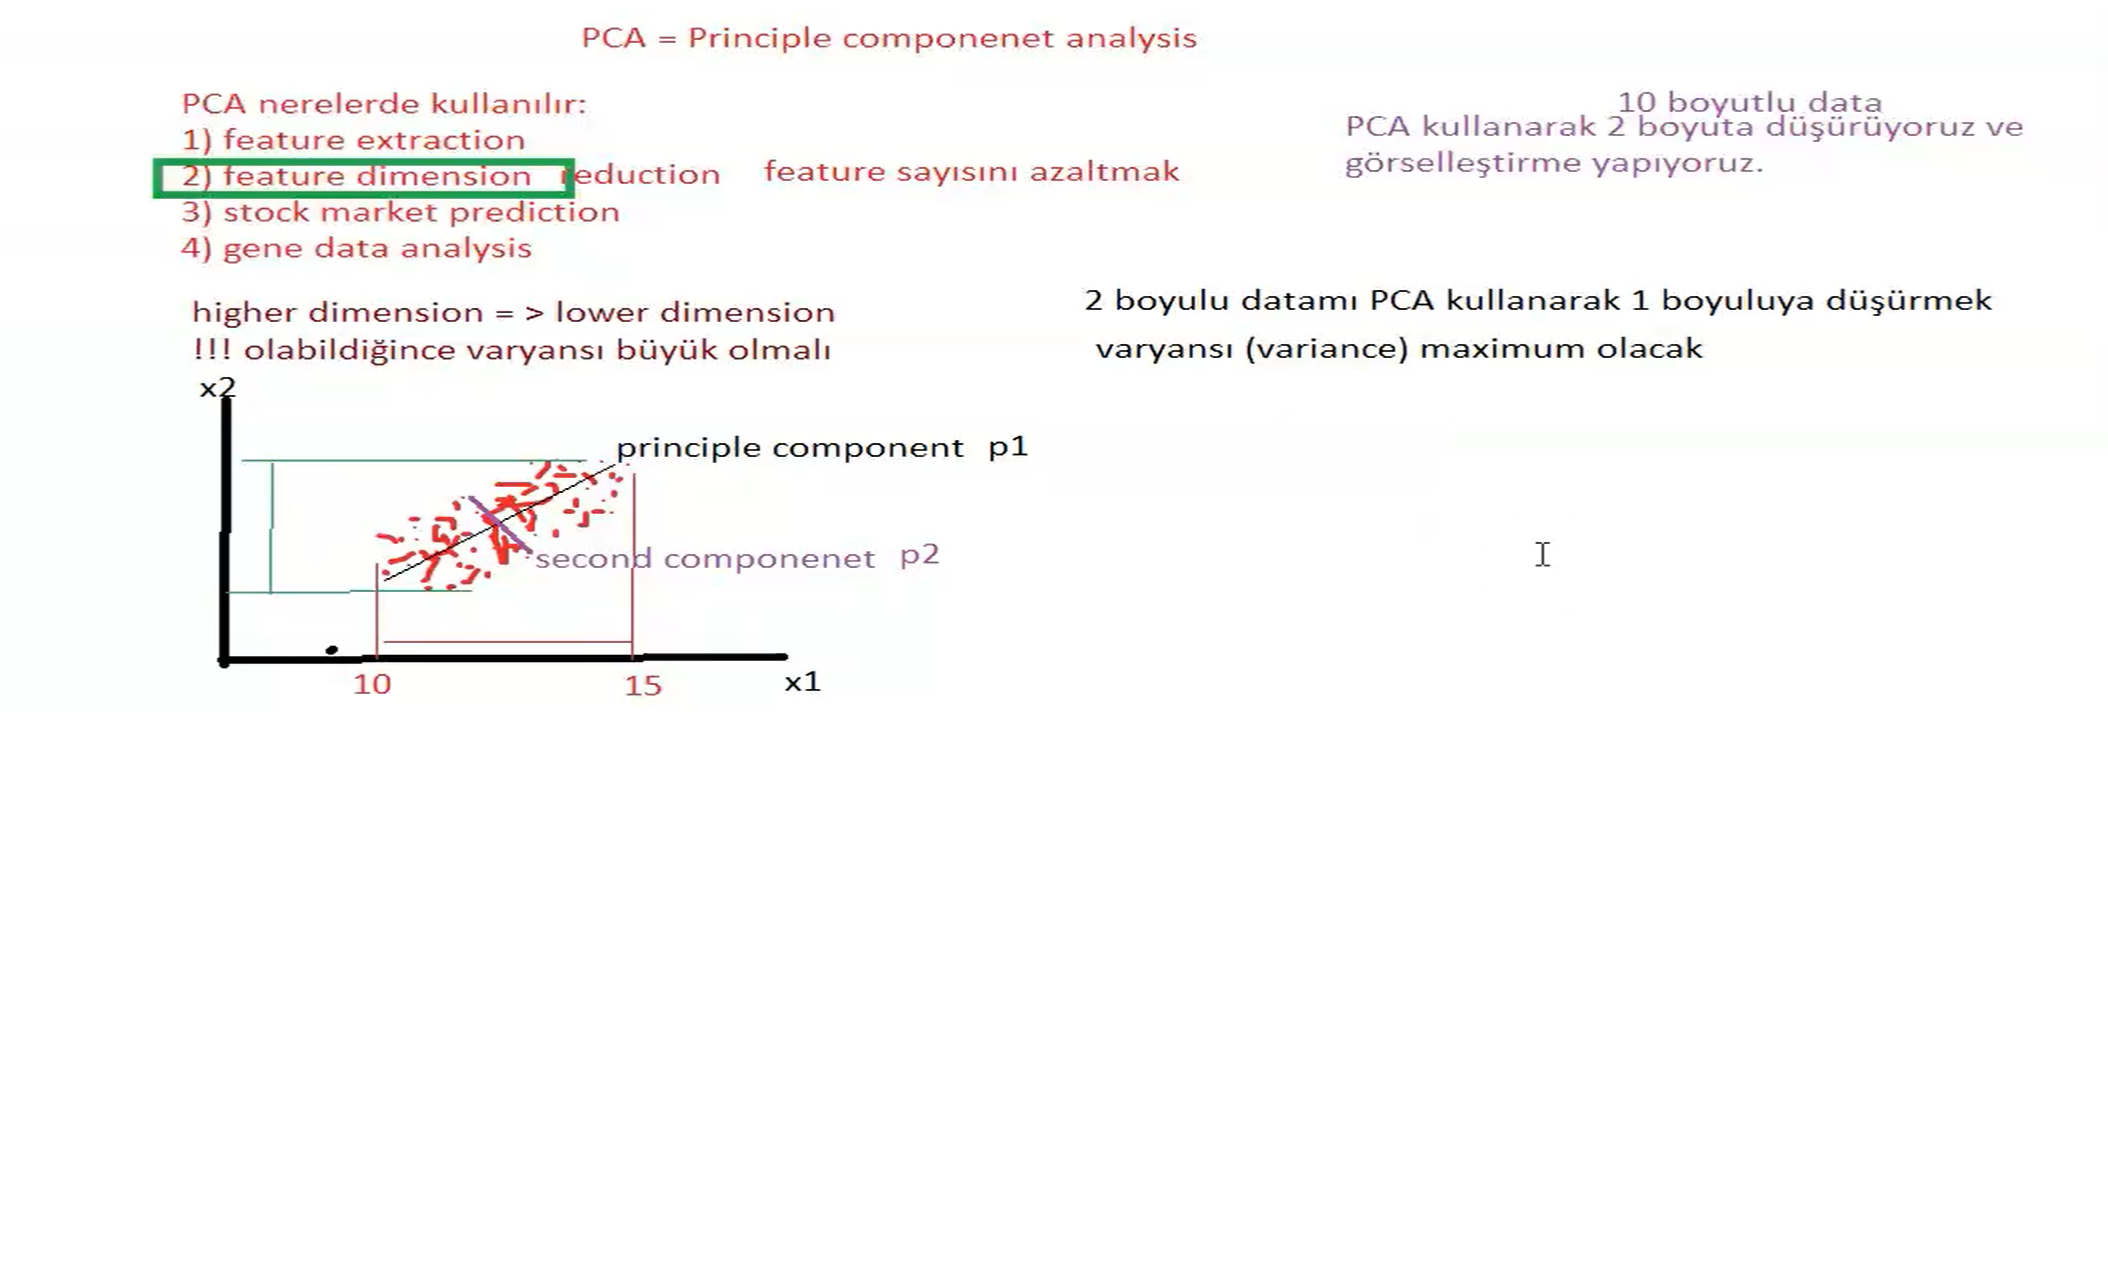 PCA = Principle componenet analysis
PCA nerelerde kullanılır:
1) feature extraction
2) feature dimension reduction feature sayısını azaltmak
3) stock market prediction
4) gene data analysis
10 boyutlu data
PCA kullanarak 2 boyuta düşürüyoruz ve
görselleştirme yapıyoruz.
higher dimension = > lower dimension
!!! olabildiğince varyansı büyük olmalı
2 boyulu datamı PCA kullanarak 1 boyuluya düşürmek
varyansı (variance) maximum olacak
x2
principle component p1
second componenet p2
10
15
x1